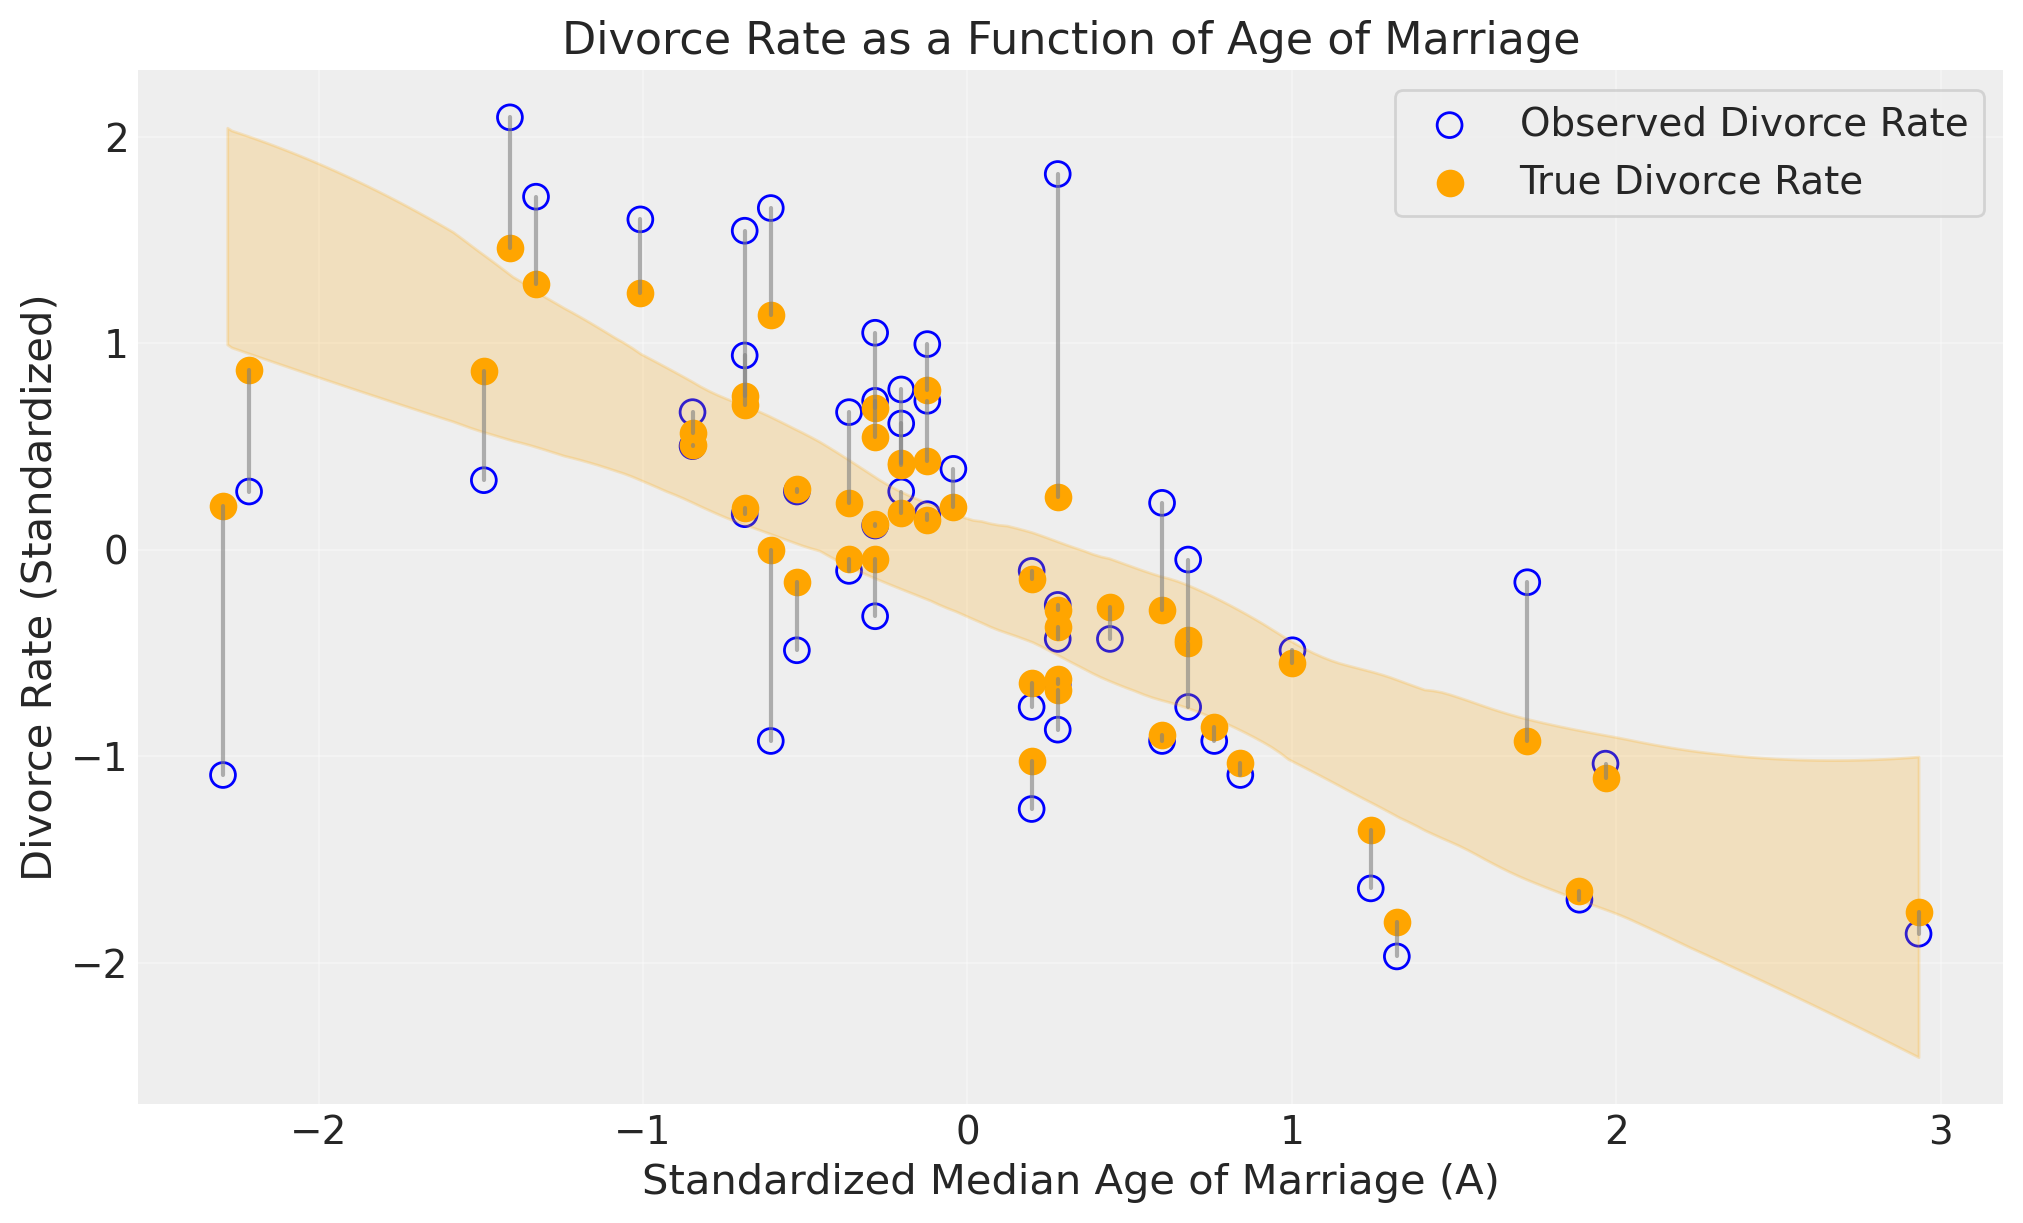 Divorce Rate as a Function of Age of Marriage
Observed Divorce Rate
True Divorce Rate
Divorce Rate (Standardized)
2
1
0
−1
−2
−2
−1
0
1
2
3
Standardized Median Age of Marriage (A)